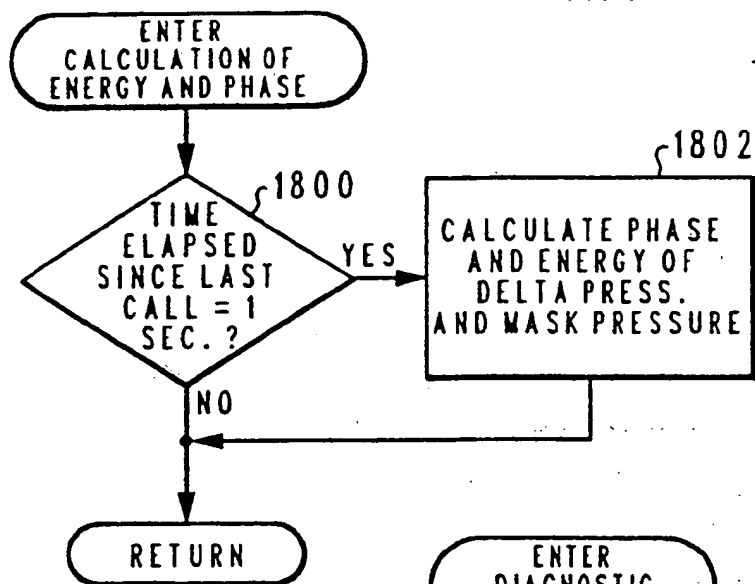 ENTER
CALCULATION OF
ENERGY AND PHASE
1800
TIME
ELAPSED
SINCE LAST
CALL = 1
SEC. ?
YES
1802
CALCULATE PHASE
AND ENERGY OF
DELTA PRESS.
AND MASK PRESSURE
NO
RETURN
ENTER
DIAGNOSTIC